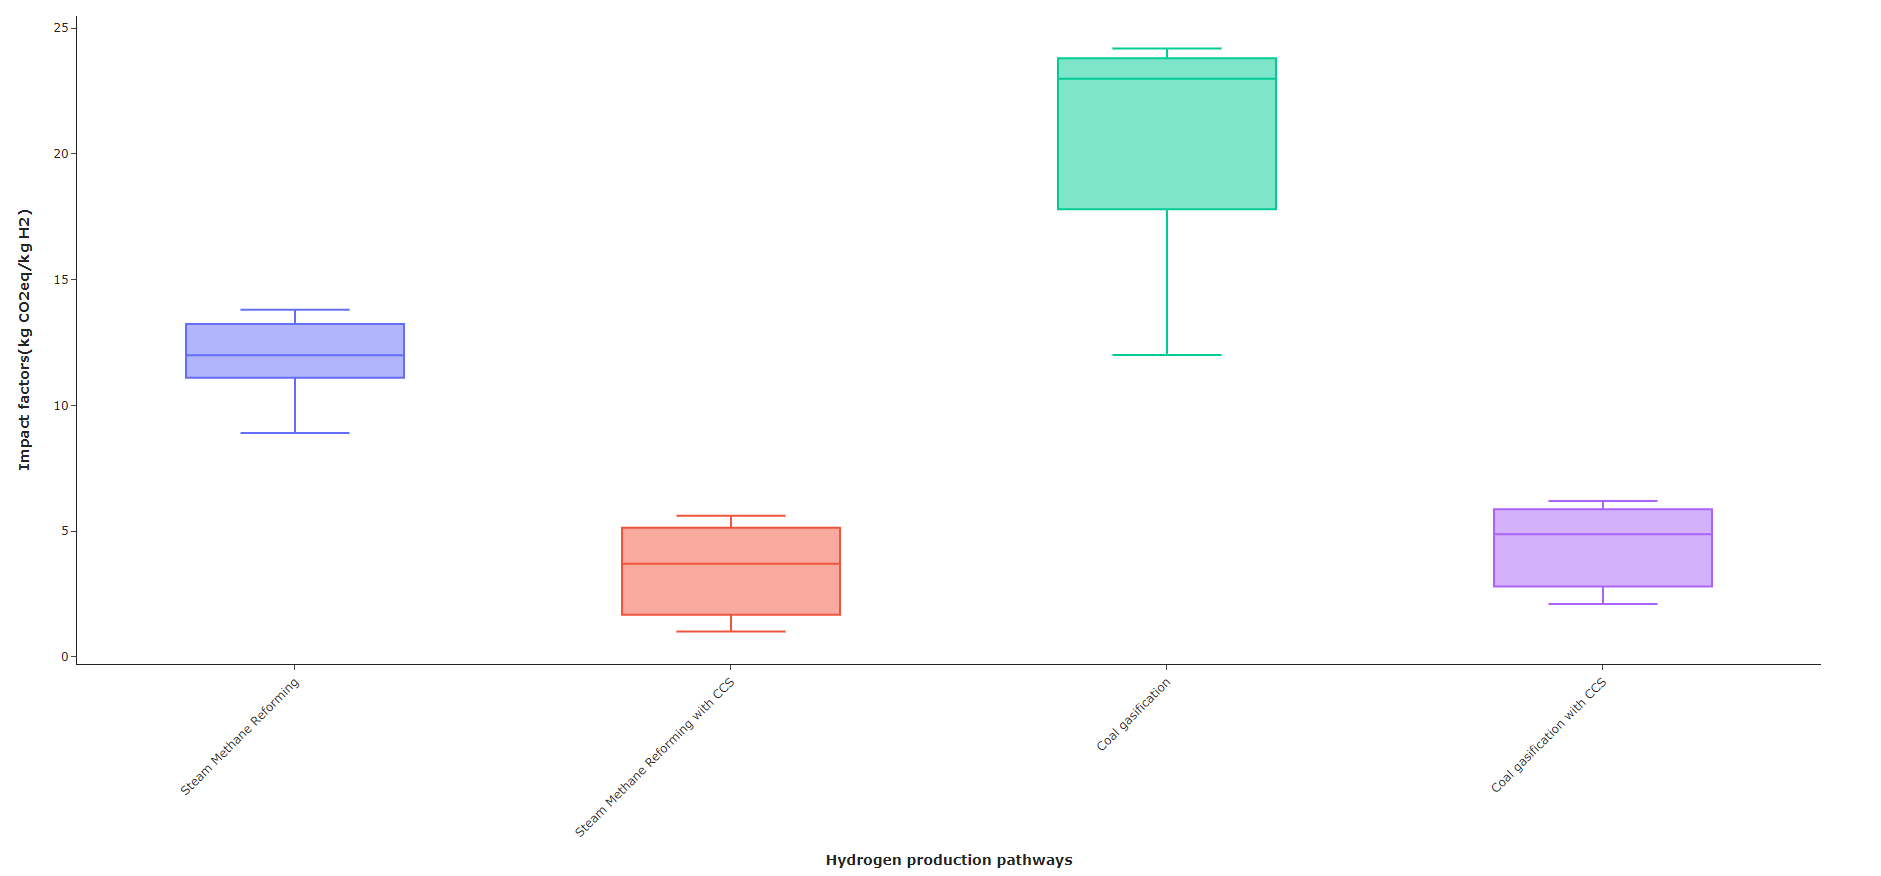 25
20
15
10
5
0
Impact factors(kg CO2eq/kg H2)
Steam Methane Reforming
Steam Methane Reforming with CCS
Coal gasification
Coal gasification with CCS
Hydrogen production pathways